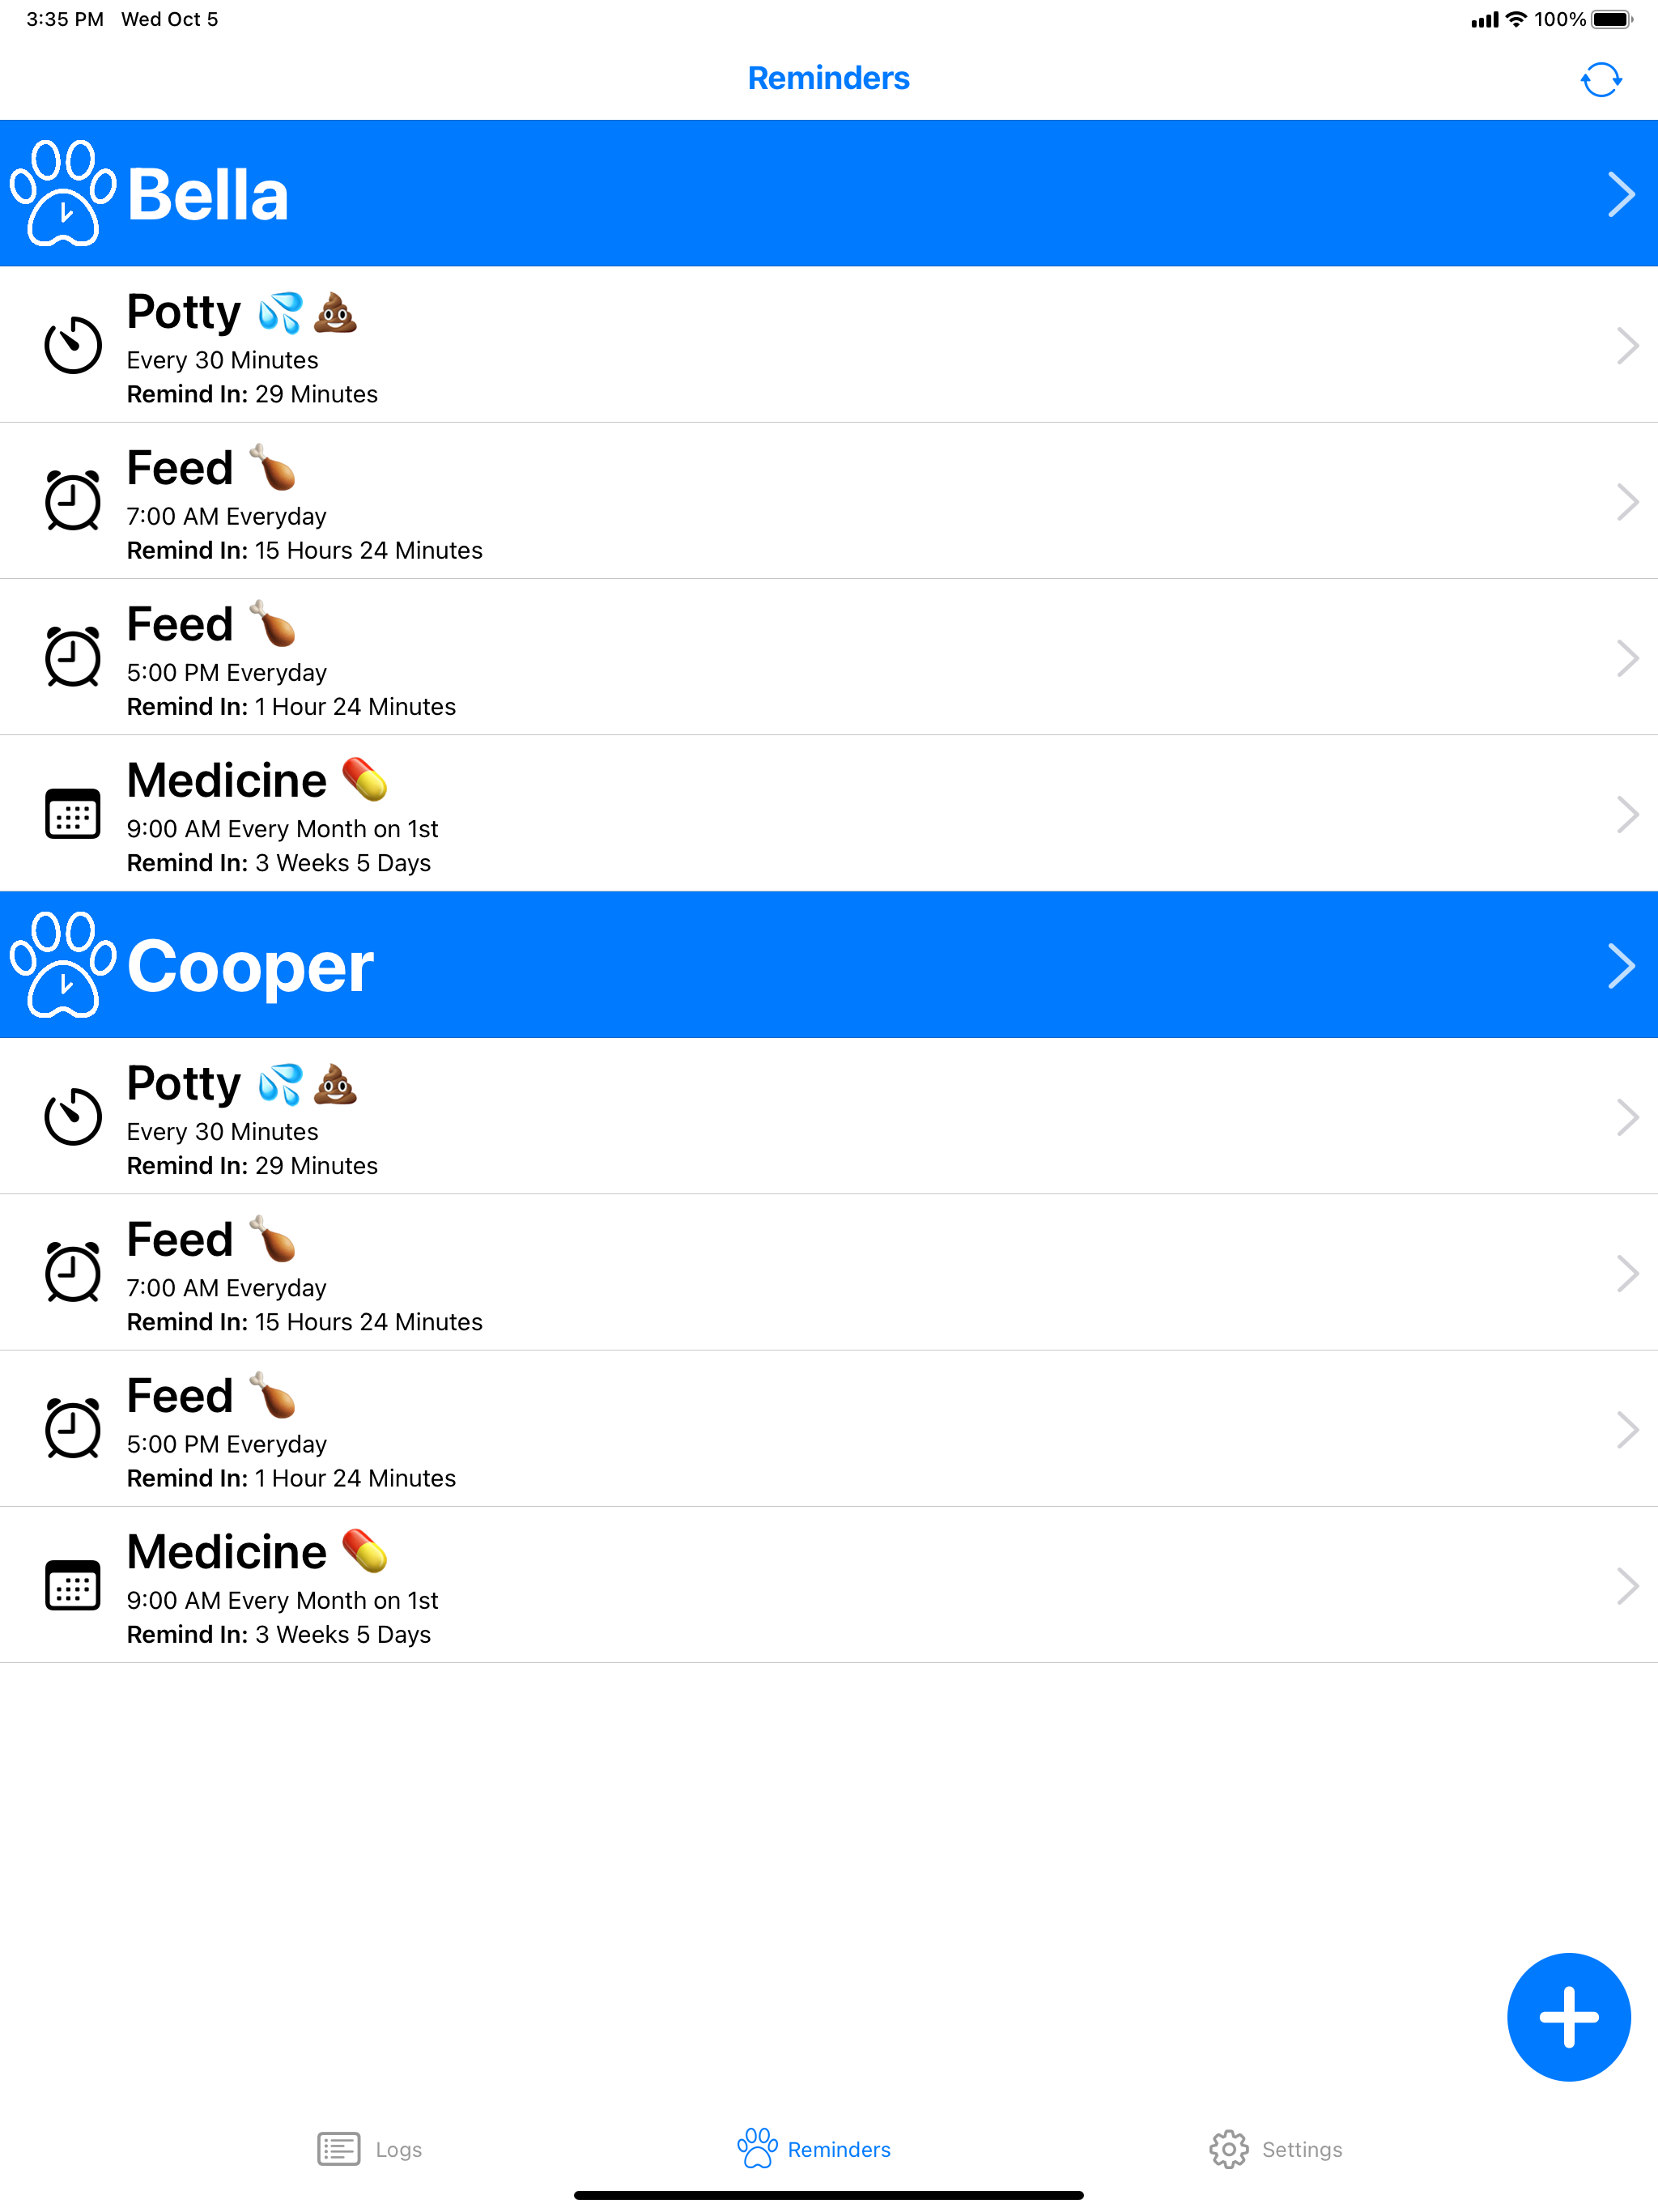 3:35 PM Wed Oct 5 100%
Reminders
Bella
Potty 💦 💩
Every 30 Minutes
Remind In: 29 Minutes
Feed 🍗
7:00 AM Everyday
Remind In: 15 Hours 24 Minutes
Feed 🍗
5:00 PM Everyday
Remind In: 1 Hour 24 Minutes
Medicine 💊
9:00 AM Every Month on 1st
Remind In: 3 Weeks 5 Days
Cooper
Potty 💦 💩
Every 30 Minutes
Remind In: 29 Minutes
Feed 🍗
7:00 AM Everyday
Remind In: 15 Hours 24 Minutes
Feed 🍗
5:00 PM Everyday
Remind In: 1 Hour 24 Minutes
Medicine 💊
9:00 AM Every Month on 1st
Remind In: 3 Weeks 5 Days
Logs Reminders Settings